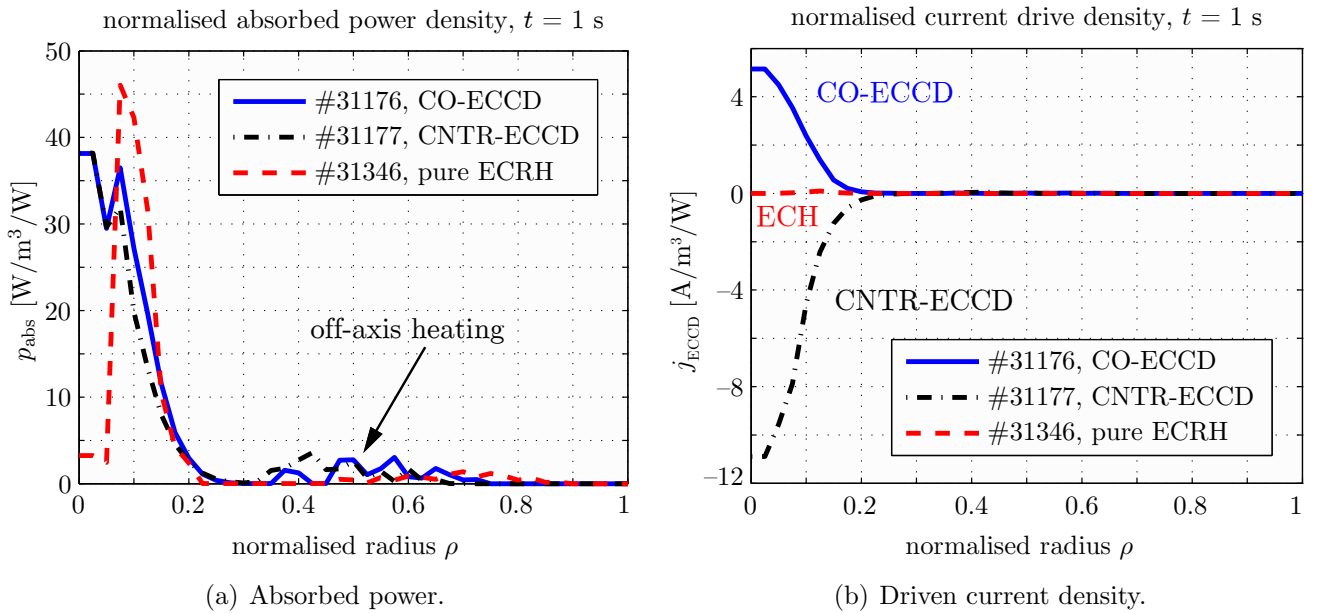 normalised absorbed power density, t = 1 s
50
40
30
20
10
0
p_abs [W/m³/W]
#31176, CO-ECCD
#31177, CNTR-ECCD
#31346, pure ECRH
off-axis heating
0 0.2 0.4 0.6 0.8 1
normalised radius ρ
(a) Absorbed power.
normalised current drive density, t = 1 s
4
0
−4
−8
−12
j_ECCD [A/m³/W]
CO-ECCD
ECH
CNTR-ECCD
#31176, CO-ECCD
#31177, CNTR-ECCD
#31346, pure ECRH
0 0.2 0.4 0.6 0.8 1
normalised radius ρ
(b) Driven current density.